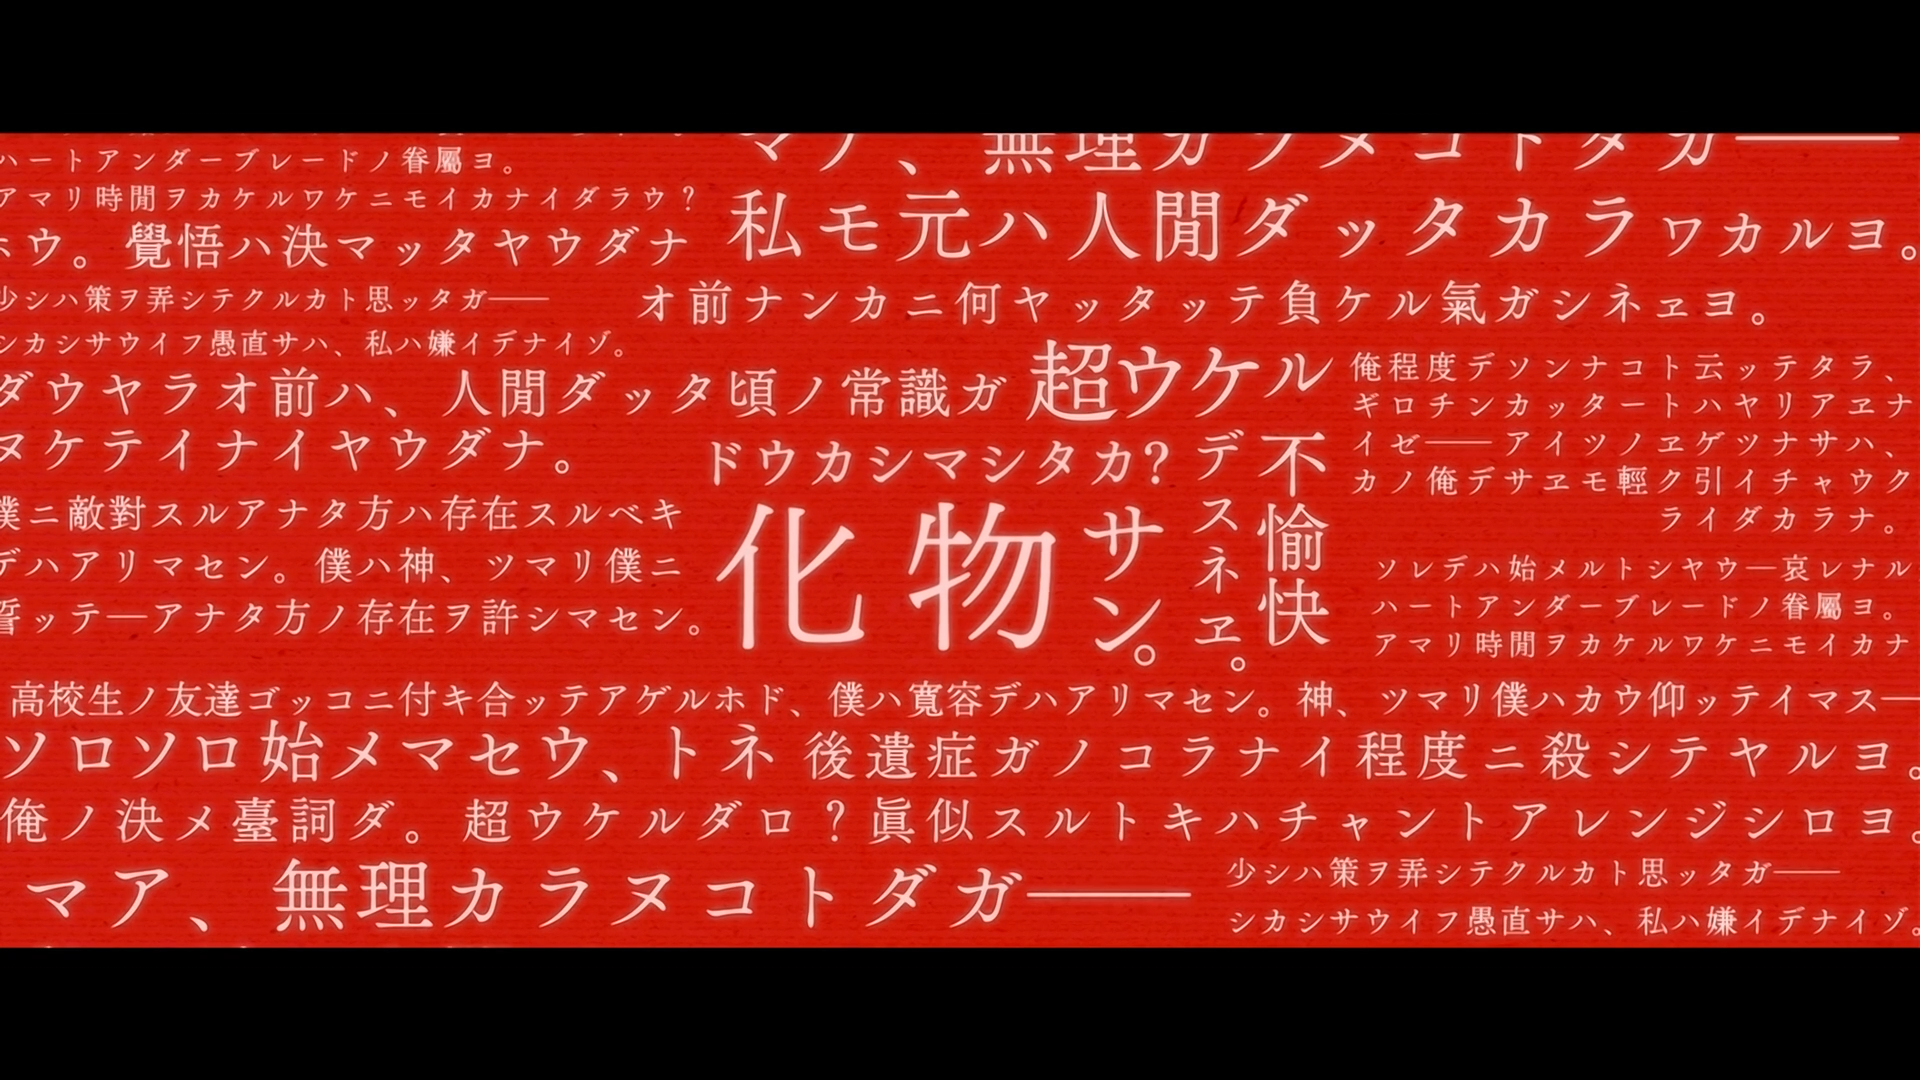 ハートアンダーブレードノ眷屬ヨ。
アマリ時間ヲカケルワケニモイカナイダラウ？
ホウ。覺悟ハ決マッタヤウダナ
少シハ策ヲ弄シテクルカト思ッタガ――
シカシサウイフ愚直サハ、私ハ嫌イデナイゾ。
ダウヤラオ前ハ、人間ダッタ頃ノ常識ガ
ヌケテイナイヤウダナ。
僕ニ敵對スルアナタ方ハ存在スルベキ
デハアリマセン。僕ハ神、ツマリ僕ニ
誓ッテ―アナタ方ノ存在ヲ許シマセン。
マア、無理カラヌコトダガ――
私モ元ハ人間ダッタカラワカルヨ。
オ前ナンカニ何ヤッタッテ負ケル氣ガシネヱヨ。
超ウケル
ドウカシマシタカ?
化物サン。
不愉快
デスネヱ。
俺程度デソンナコト云ッテタラ、
ギロチンカッタートハヤリアヱナ
イゼ――アイツノヱゲツナサハ、
カノ俺デサヱモ輕ク引イチャウク
ライダカラナ。
ソレデハ始メルトシヤウ―哀レナル
ハートアンダーブレードノ眷屬ヨ。
アマリ時間ヲカケルワケニモイカナ
高校生ノ友達ゴッコニ付キ合ッテアゲルホド、僕ハ寬容デハアリマセン。神、ツマリ僕ハカウ仰ッテイマス―
ソロソロ始メマセウ、トネ
後遺症ガノコラナイ程度ニ殺シテヤルヨ。
俺ノ決メ臺詞ダ。超ウケルダロ？眞似スルトキハチャントアレンジシロヨ。
マア、無理カラヌコトダガ――
少シハ策ヲ弄シテクルカト思ッタガ――
シカシサウイフ愚直サハ、私ハ嫌イデナイゾ。